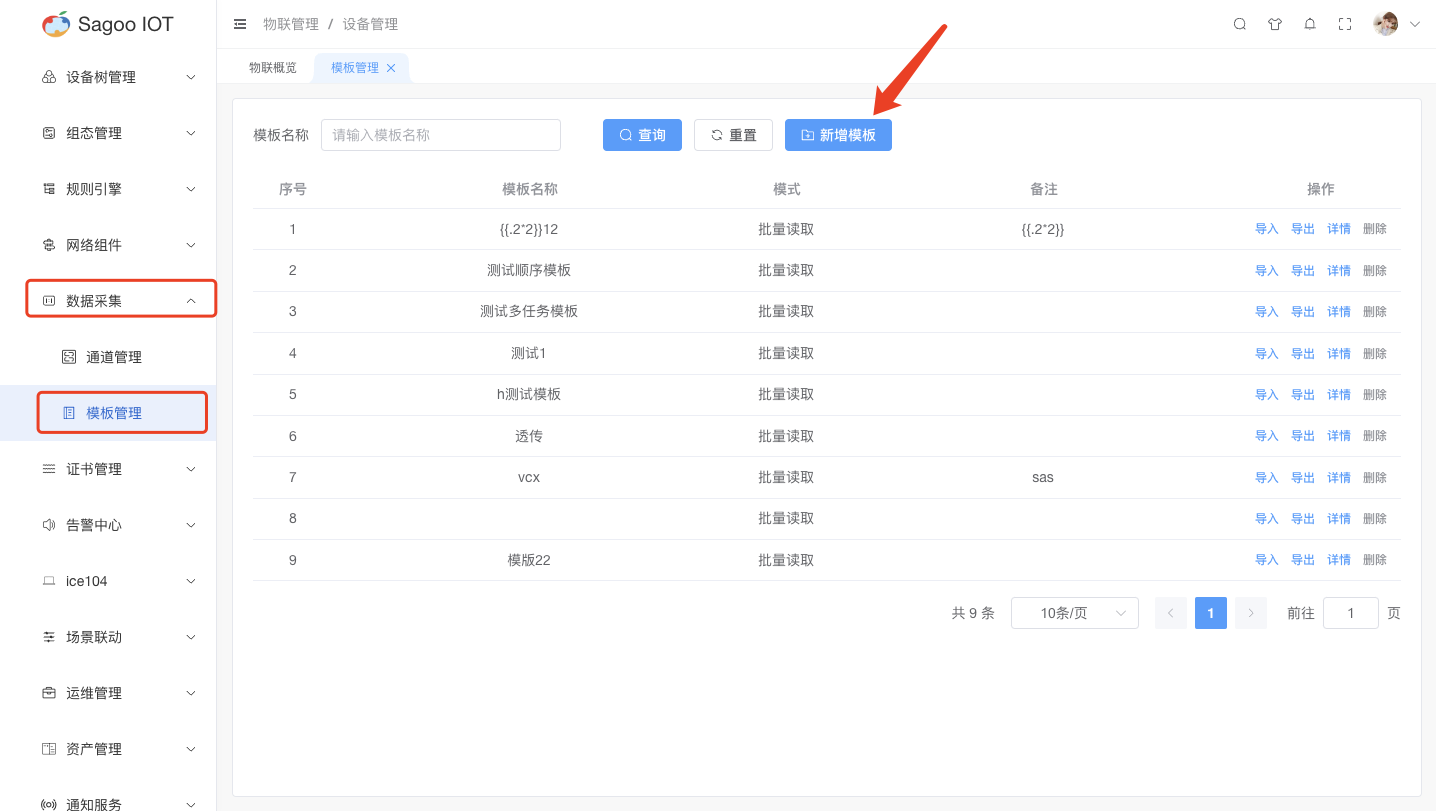 Sagoo IOT
设备树管理
组态管理
规则引擎
网络组件
数据采集
通道管理
模板管理
证书管理
告警中心
ice104
场景联动
运维管理
资产管理
通知服务
物联管理 / 设备管理
物联概览 模板管理
模板名称 请输入模板名称 查询 重置 新增模板
序号 模板名称 模式 备注 操作
1 {{.2*2}}12 批量读取 {{.2*2}} 导入 导出 详情 删除
2 测试顺序模板 批量读取 导入 导出 详情 删除
3 测试多任务模板 批量读取 导入 导出 详情 删除
4 测试1 批量读取 导入 导出 详情 删除
5 h测试模板 批量读取 导入 导出 详情 删除
6 透传 批量读取 导入 导出 详情 删除
7 vcx 批量读取 sas 导入 导出 详情 删除
8 批量读取 导入 导出 详情 删除
9 模版22 批量读取 导入 导出 详情 删除
共 9 条 10条/页 1 前往 1 页